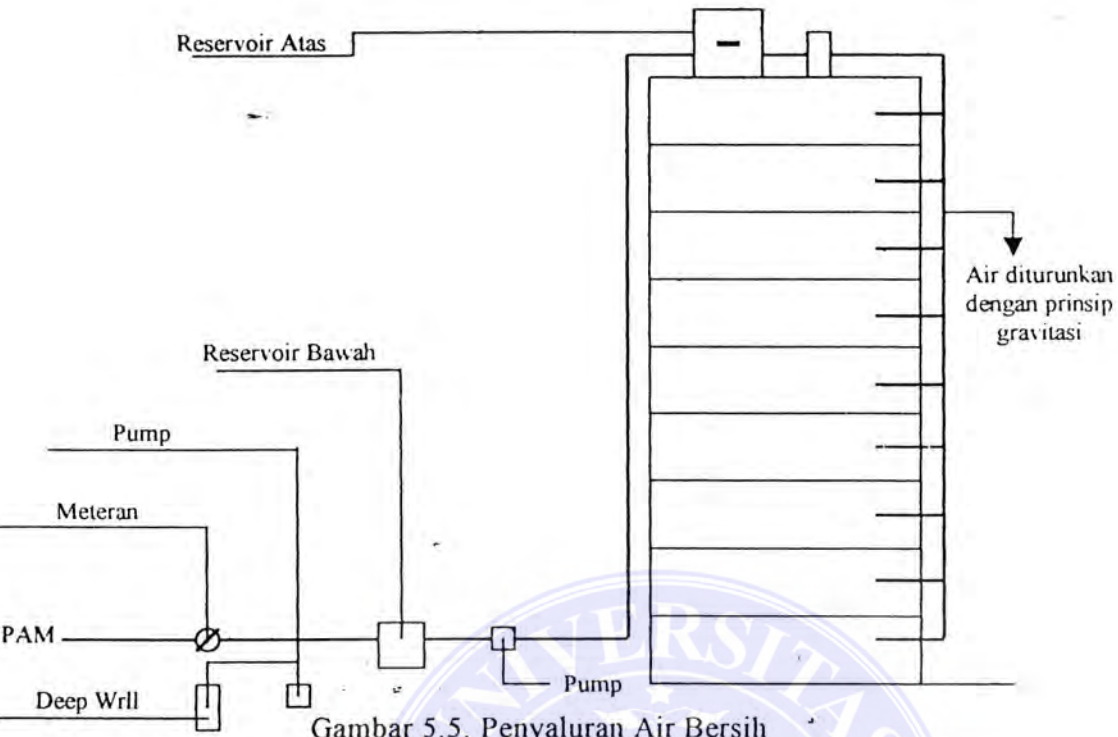 Reservoir Atas
Air diturunkan
dengan prinsip
gravitasi
Reservoir Bawah
Pump
Meteran
PAM
Deep Wrll
Pump
Gambar 5.5. Penyaluran Air Bersih
UNIVERSITA